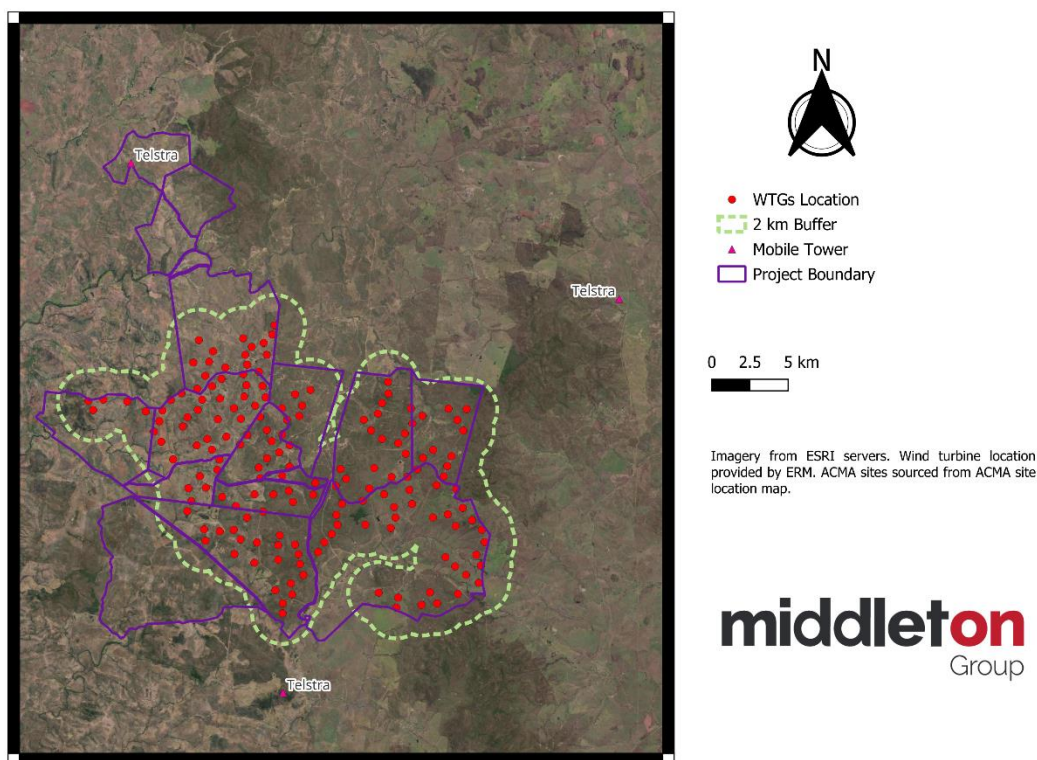 Telstra
Telstra
Telstra
N
WTGs Location
2 km Buffer
Mobile Tower
Project Boundary
0 2.5 5 km
Imagery from ESRI servers. Wind turbine location
provided by ERM. ACMA sites sourced from ACMA site
location map.
middleton
Group